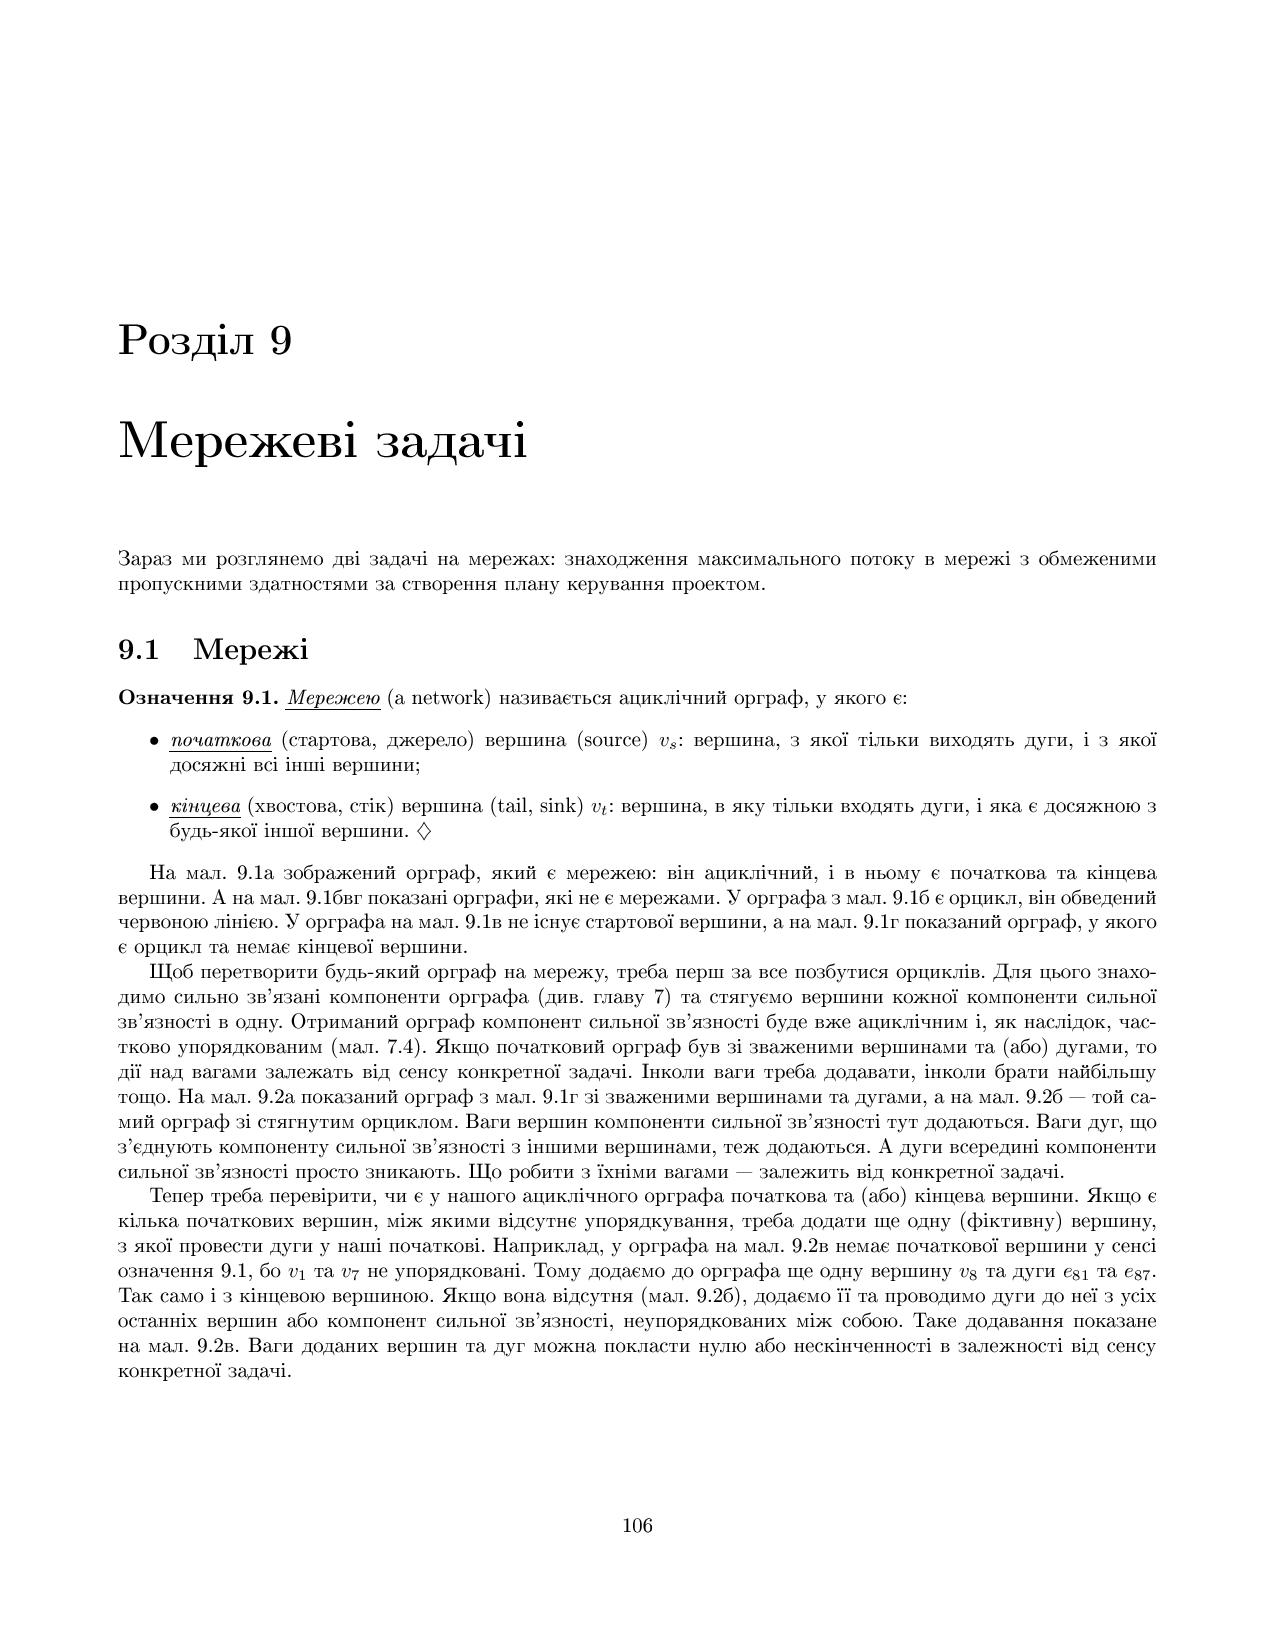 Розділ 9
Мережеві задачі
Зараз ми розглянемо дві задачі на мережах: знаходження максимального потоку в мережі з обмеженими
пропускними здатностями за створення плану керування проектом.
9.1 Мережі
Означення 9.1. Мережею (a network) називається ациклічний орграф, у якого є:
• початкова (стартова, джерело) вершина (source) vₛ: вершина, з якої тільки виходять дуги, і з якої
досяжні всі інші вершини;
• кінцева (хвостова, стік) вершина (tail, sink) vₜ: вершина, в яку тільки входять дуги, і яка є досяжною з
будь-якої іншої вершини. ♢
На мал. 9.1а зображений орграф, який є мережею: він ациклічний, і в ньому є початкова та кінцева
вершини. А на мал. 9.1бвг показані орграфи, які не є мережами. У орграфа з мал. 9.1б є орцикл, він обведений
червоною лінією. У орграфа на мал. 9.1в не існує стартової вершини, а на мал. 9.1г показаний орграф, у якого
є орцикл та немає кінцевої вершини.
Щоб перетворити будь-який орграф на мережу, треба перш за все позбутися орциклів. Для цього знахо-
димо сильно зв’язані компоненти орграфа (див. главу 7) та стягуємо вершини кожної компоненти сильної
зв’язності в одну. Отриманий орграф компонент сильної зв’язності буде вже ациклічним і, як наслідок, час-
тково упорядкованим (мал. 7.4). Якщо початковий орграф був зі зваженими вершинами та (або) дугами, то
дії над вагами залежать від сенсу конкретної задачі. Інколи ваги треба додавати, інколи брати найбільшу
тощо. На мал. 9.2а показаний орграф з мал. 9.1г зі зваженими вершинами та дугами, а на мал. 9.2б — той са-
мий орграф зі стягнутим орциклом. Ваги вершин компоненти сильної зв’язності тут додаються. Ваги дуг, що
з’єднують компоненту сильної зв’язності з іншими вершинами, теж додаються. А дуги всередині компоненти
сильної зв’язності просто зникають. Що робити з їхніми вагами — залежить від конкретної задачі.
Тепер треба перевірити, чи є у нашого ациклічного орграфа початкова та (або) кінцева вершини. Якщо є
кілька початкових вершин, між якими відсутнє упорядкування, треба додати ще одну (фіктивну) вершину,
з якої провести дуги у наші початкові. Наприклад, у орграфа на мал. 9.2в немає початкової вершини у сенсі
означення 9.1, бо v₁ та v₇ не упорядковані. Тому додаємо до орграфа ще одну вершину v₈ та дуги e₈₁ та e₈₇.
Так само і з кінцевою вершиною. Якщо вона відсутня (мал. 9.2б), додаємо її та проводимо дуги до неї з усіх
останніх вершин або компонент сильної зв’язності, неупорядкованих між собою. Таке додавання показане
на мал. 9.2в. Ваги доданих вершин та дуг можна покласти нулю або нескінченності в залежності від сенсу
конкретної задачі.
106